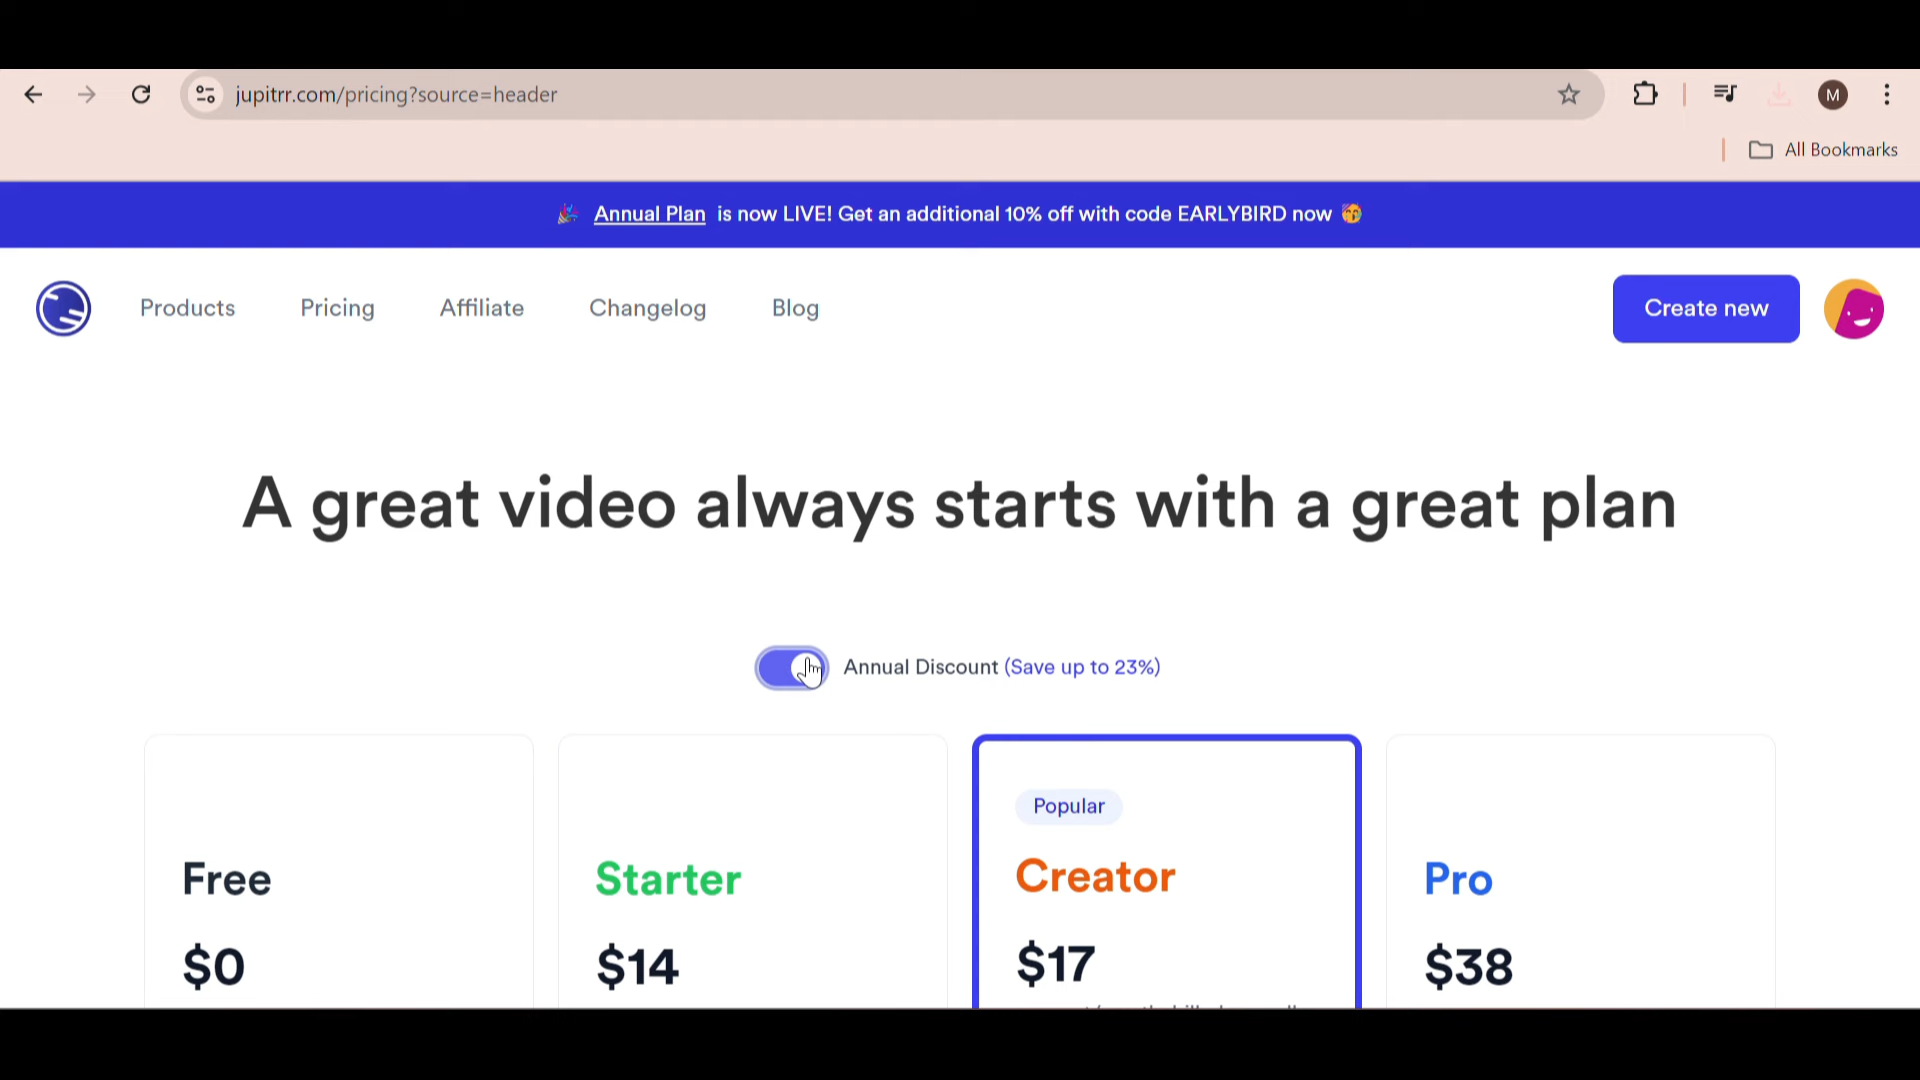 jupitrr.com/pricing?source=header
M
All Bookmarks
🎉 Annual Plan is now LIVE! Get an additional 10% off with code EARLYBIRD now 🥳
Products Pricing Affiliate Changelog Blog
Create new
A great video always starts with a great plan
Annual Discount (Save up to 23%)
Popular
Free Starter Creator Pro
$0 $14 $17 $38